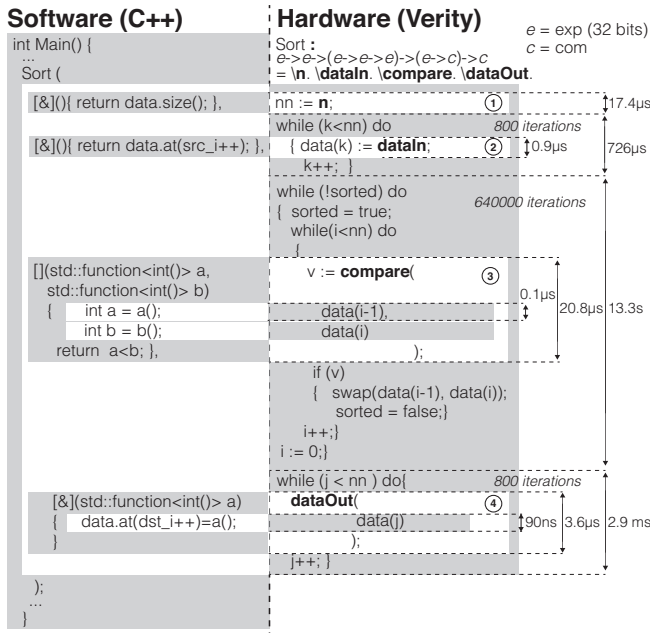 Software (C++)
Hardware (Verity)
e = exp (32 bits)
c = com
int Main() {
...
Sort (
Sort :
e->e->(e->e->e)->(e->c)->c
= \n. \dataIn. \compare. \dataOut.
[&](){ return data.size(); },
nn := n;
1
17.4µs
while (k<nn) do
800 iterations
[&](){ return data.at(src_i++); },
{ data(k) := dataIn;
2
0.9µs
726µs
k++; }
while (!sorted) do
640000 iterations
{ sorted = true;
while(i<nn) do
{
[](std::function<int()> a,
v := compare(
3
std::function<int()> b)
{ int a = a();
data(i-1),
0.1µs
20.8µs
13.3s
int b = b();
data(i)
return a<b; },
);
if (v)
{ swap(data(i-1), data(i));
sorted = false;}
i++;}
i := 0;}
while (j < nn ) do{
800 iterations
[&](std::function<int()> a)
dataOut(
4
{ data.at(dst_i++)=a();
data(j)
90ns
3.6µs
2.9 ms
}
);
j++; }
);
...
}